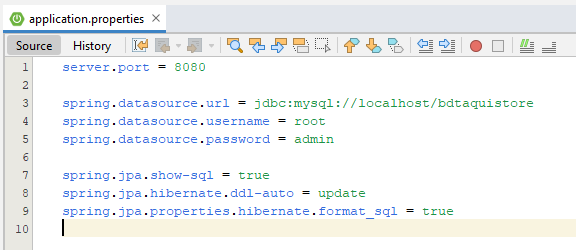 application.properties
Source History
1 server.port = 8080
2
3 spring.datasource.url = jdbc:mysql://localhost/bdtaquistore
4 spring.datasource.username = root
5 spring.datasource.password = admin
6
7 spring.jpa.show-sql = true
8 spring.jpa.hibernate.ddl-auto = update
9 spring.jpa.properties.hibernate.format_sql = true
10